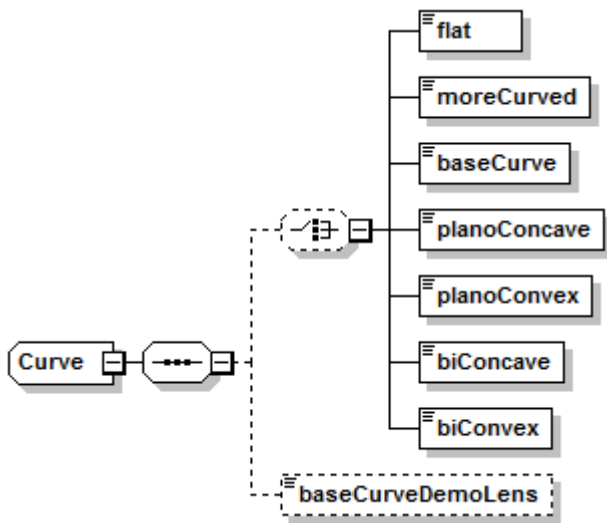 flat
moreCurved
baseCurve
planoConcave
planoConvex
Curve
biConcave
biConvex
baseCurveDemoLens